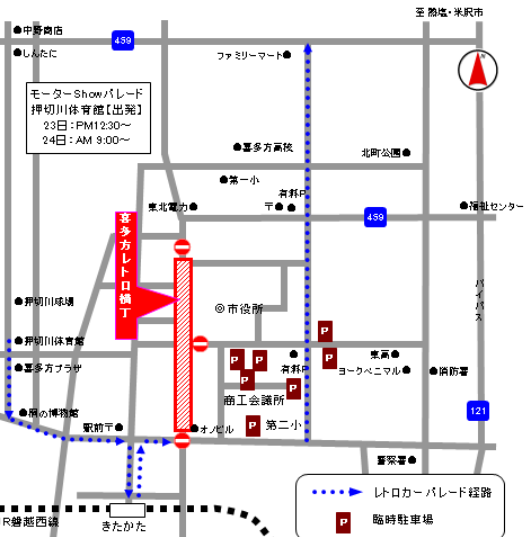 至 熱塩・米沢市
●中野商店
459
●しんたに
ファミリーマート●
N
モーターShowパレード
押切川体育館【出発】
23日：PM12:30～
24日：AM 9:00～
●喜多方高校
北町公園●
●第一小
有料P
東北電力●
〒●●
459
●福祉センター
喜多方レトロ横丁
バイパス
●押切川球場
◎市役所
●押切川体育館
P
P
P
P
東高●
●喜多方プラザ
有料P
ヨークベニマル●
●消防署
P
P
商工会議所
●桐の博物館
121
駅前〒●
●オノビル
P
第二小
警察署●
レトロカーパレード経路
R磐越西線
きたかた
P
臨時駐車場